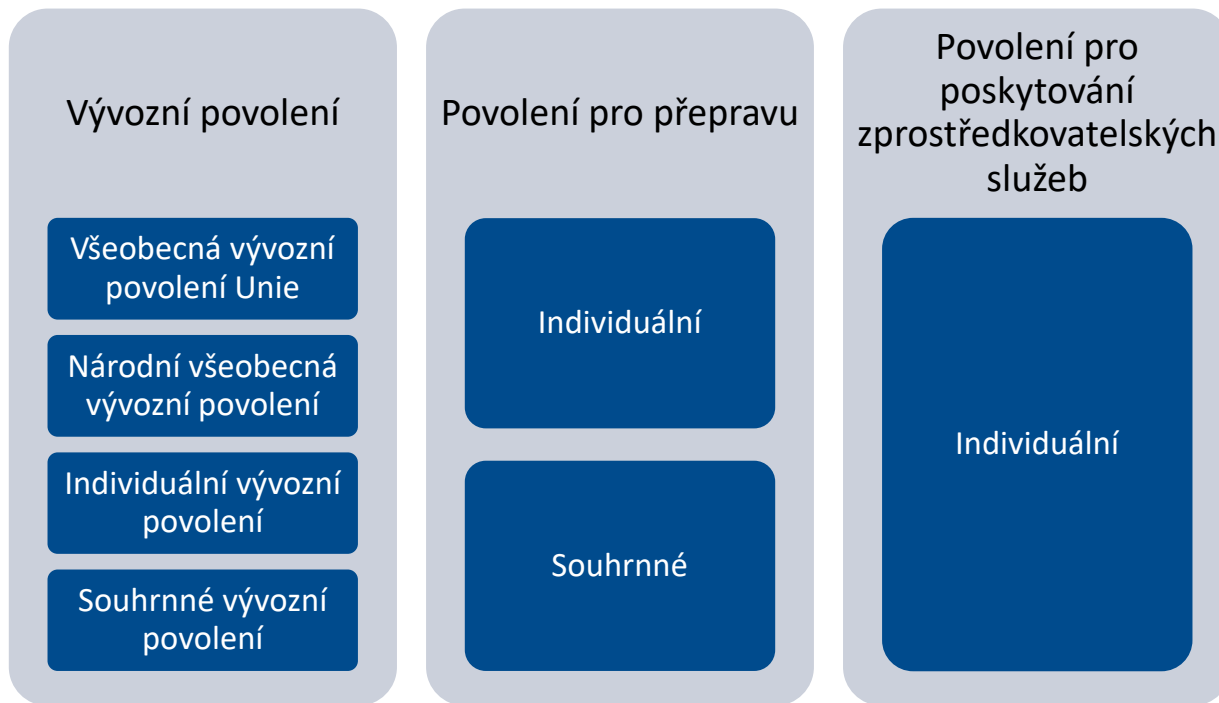 Vývozní povolení
Všeobecná vývozní
povolení Unie
Národní všeobecná
vývozní povolení
Individuální vývozní
povolení
Souhrnné vývozní
povolení
Povolení pro přepravu
Individuální
Souhrnné
Povolení pro
poskytování
zprostředkovatelských
služeb
Individuální